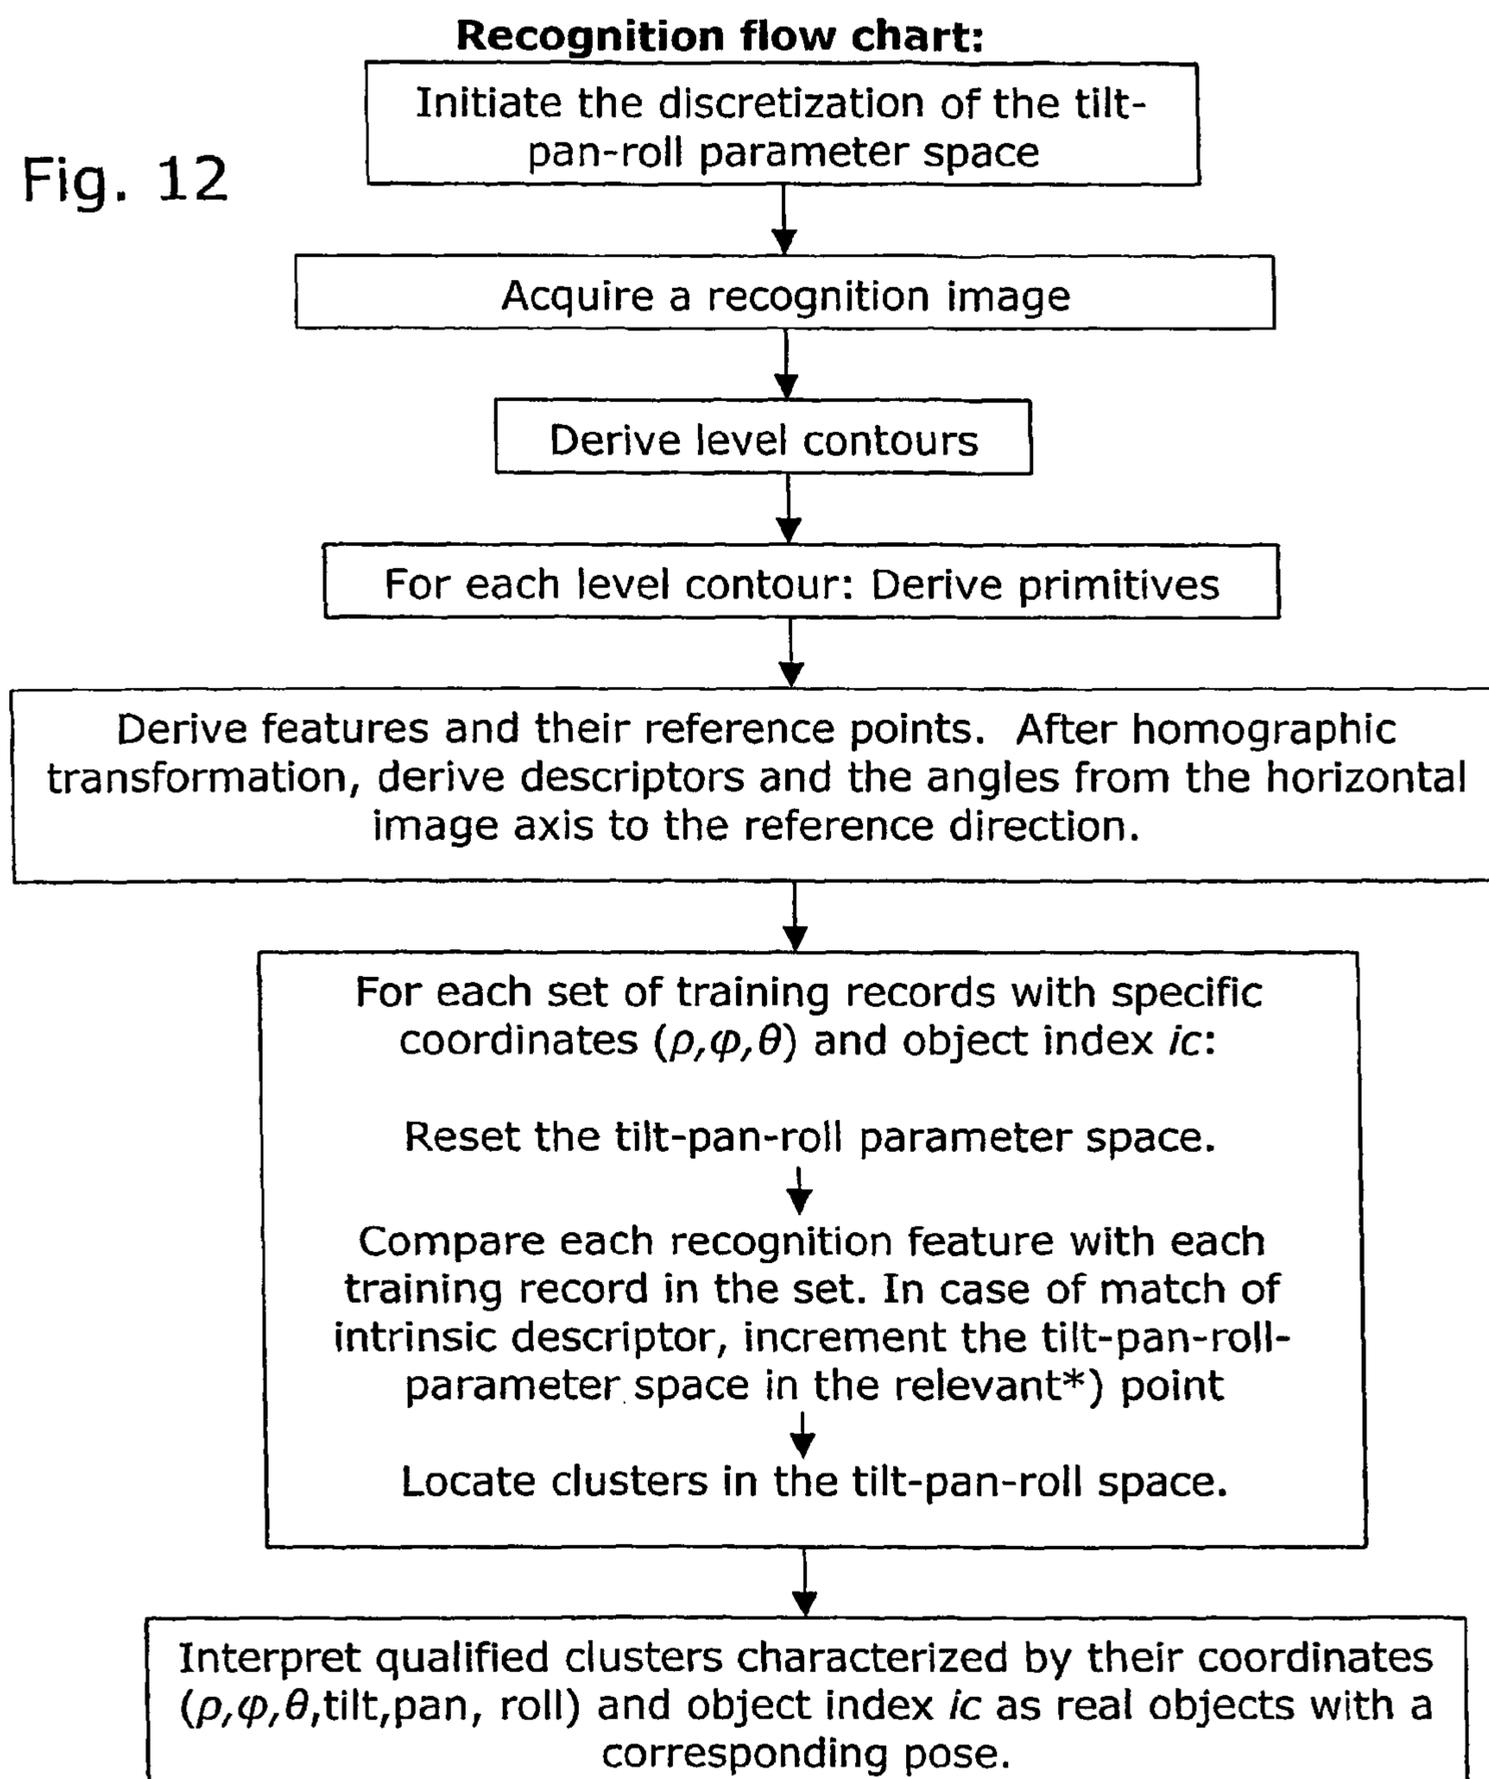 Recognition flow chart:
Initiate the discretization of the tilt-
pan-roll parameter space
Fig. 12
Acquire a recognition image
Derive level contours
For each level contour: Derive primitives
Derive features and their reference points. After homographic
transformation, derive descriptors and the angles from the horizontal
image axis to the reference direction.
For each set of training records with specific
coordinates (ρ,φ,θ) and object index ic:
Reset the tilt-pan-roll parameter space.
Compare each recognition feature with each
training record in the set. In case of match of
intrinsic descriptor, increment the tilt-pan-roll-
parameter space in the relevant*) point
Locate clusters in the tilt-pan-roll space.
Interpret qualified clusters characterized by their coordinates
(ρ,φ,θ,tilt,pan, roll) and object index ic as real objects with a
corresponding pose.